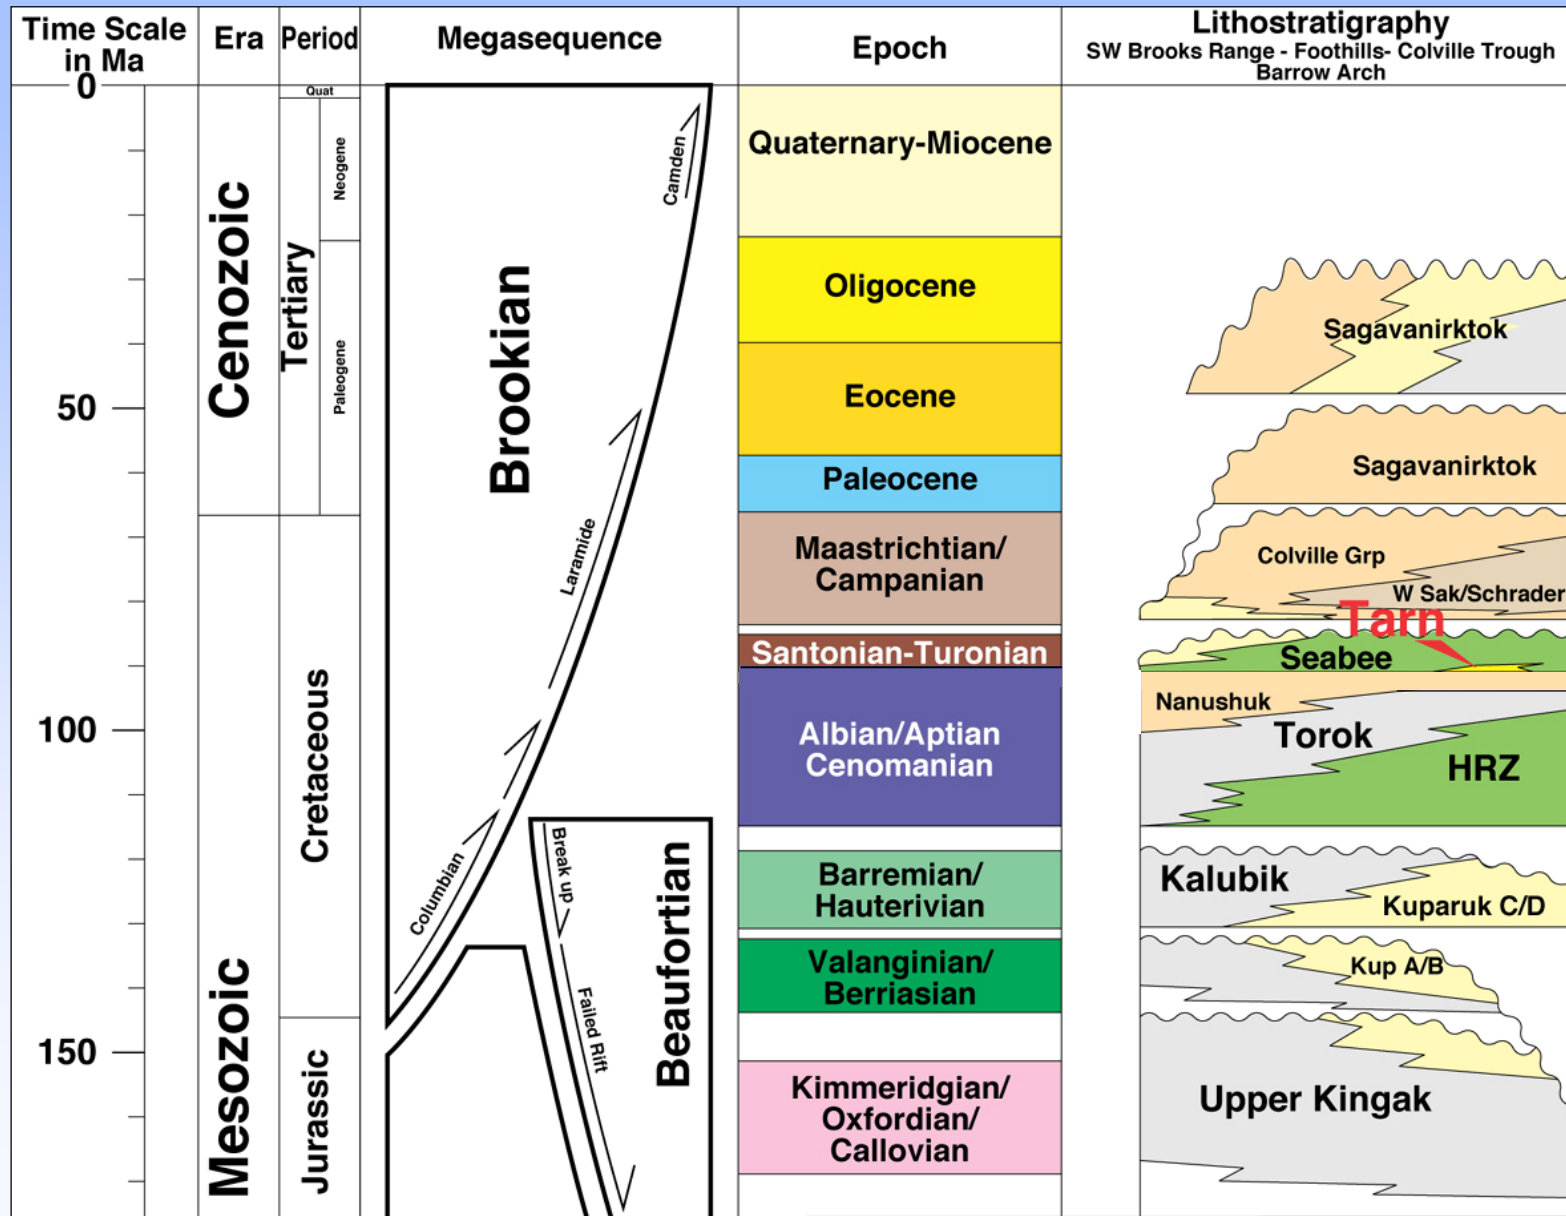 Time Scale
in Ma
Era
Period
Megasequence
Epoch
Lithostratigraphy
SW Brooks Range - Foothills- Colville Trough
Barrow Arch
0
50
100
150
Cenozoic
Mesozoic
Quat
Tertiary
Neogene
Paleogene
Cretaceous
Jurassic
Brookian
Camden
Laramide
Columbian
Break up
Failed Rift
Beaufortian
Quaternary-Miocene
Oligocene
Eocene
Paleocene
Maastrichtian/
Campanian
Santonian-Turonian
Albian/Aptian
Cenomanian
Barremian/
Hauterivian
Valanginian/
Berriasian
Kimmeridgian/
Oxfordian/
Callovian
Sagavanirktok
Sagavanirktok
Colville Grp
W Sak/Schrader
Tarn
Seabee
Nanushuk
Torok
HRZ
Kalubik
Kuparuk C/D
Kup A/B
Upper Kingak